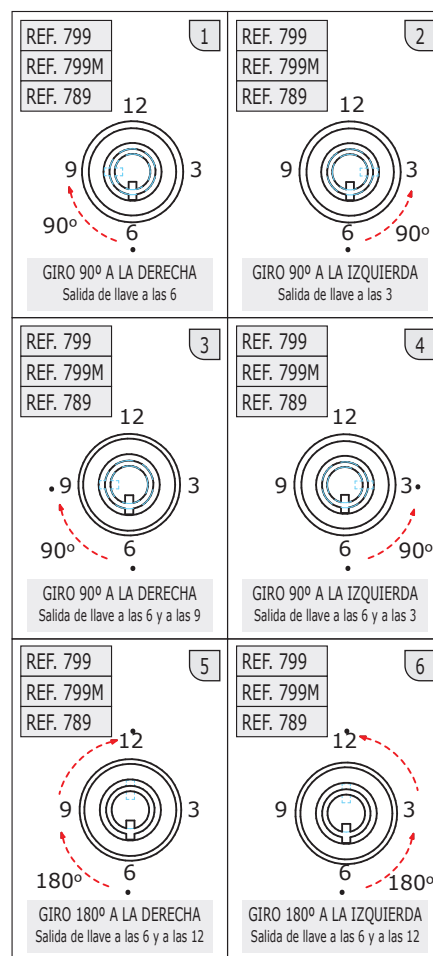 REF. 799
1
REF. 799M
REF. 789
12
9
3
6
90º
GIRO 90º A LA DERECHA
Salida de llave a las 6
REF. 799
2
REF. 799M
REF. 789
12
9
3
6
90º
GIRO 90º A LA IZQUIERDA
Salida de llave a las 3
REF. 799
3
REF. 799M
REF. 789
12
9
3
6
90º
GIRO 90º A LA DERECHA
Salida de llave a las 6 y a las 9
REF. 799
4
REF. 799M
REF. 789
12
9
3
6
90º
GIRO 90º A LA IZQUIERDA
Salida de llave a las 6 y a las 3
REF. 799
5
REF. 799M
REF. 789
12
9
3
6
180º
GIRO 180º A LA DERECHA
Salida de llave a las 6 y a las 12
REF. 799
6
REF. 799M
REF. 789
12
9
3
6
180º
GIRO 180º A LA IZQUIERDA
Salida de llave a las 6 y a las 12